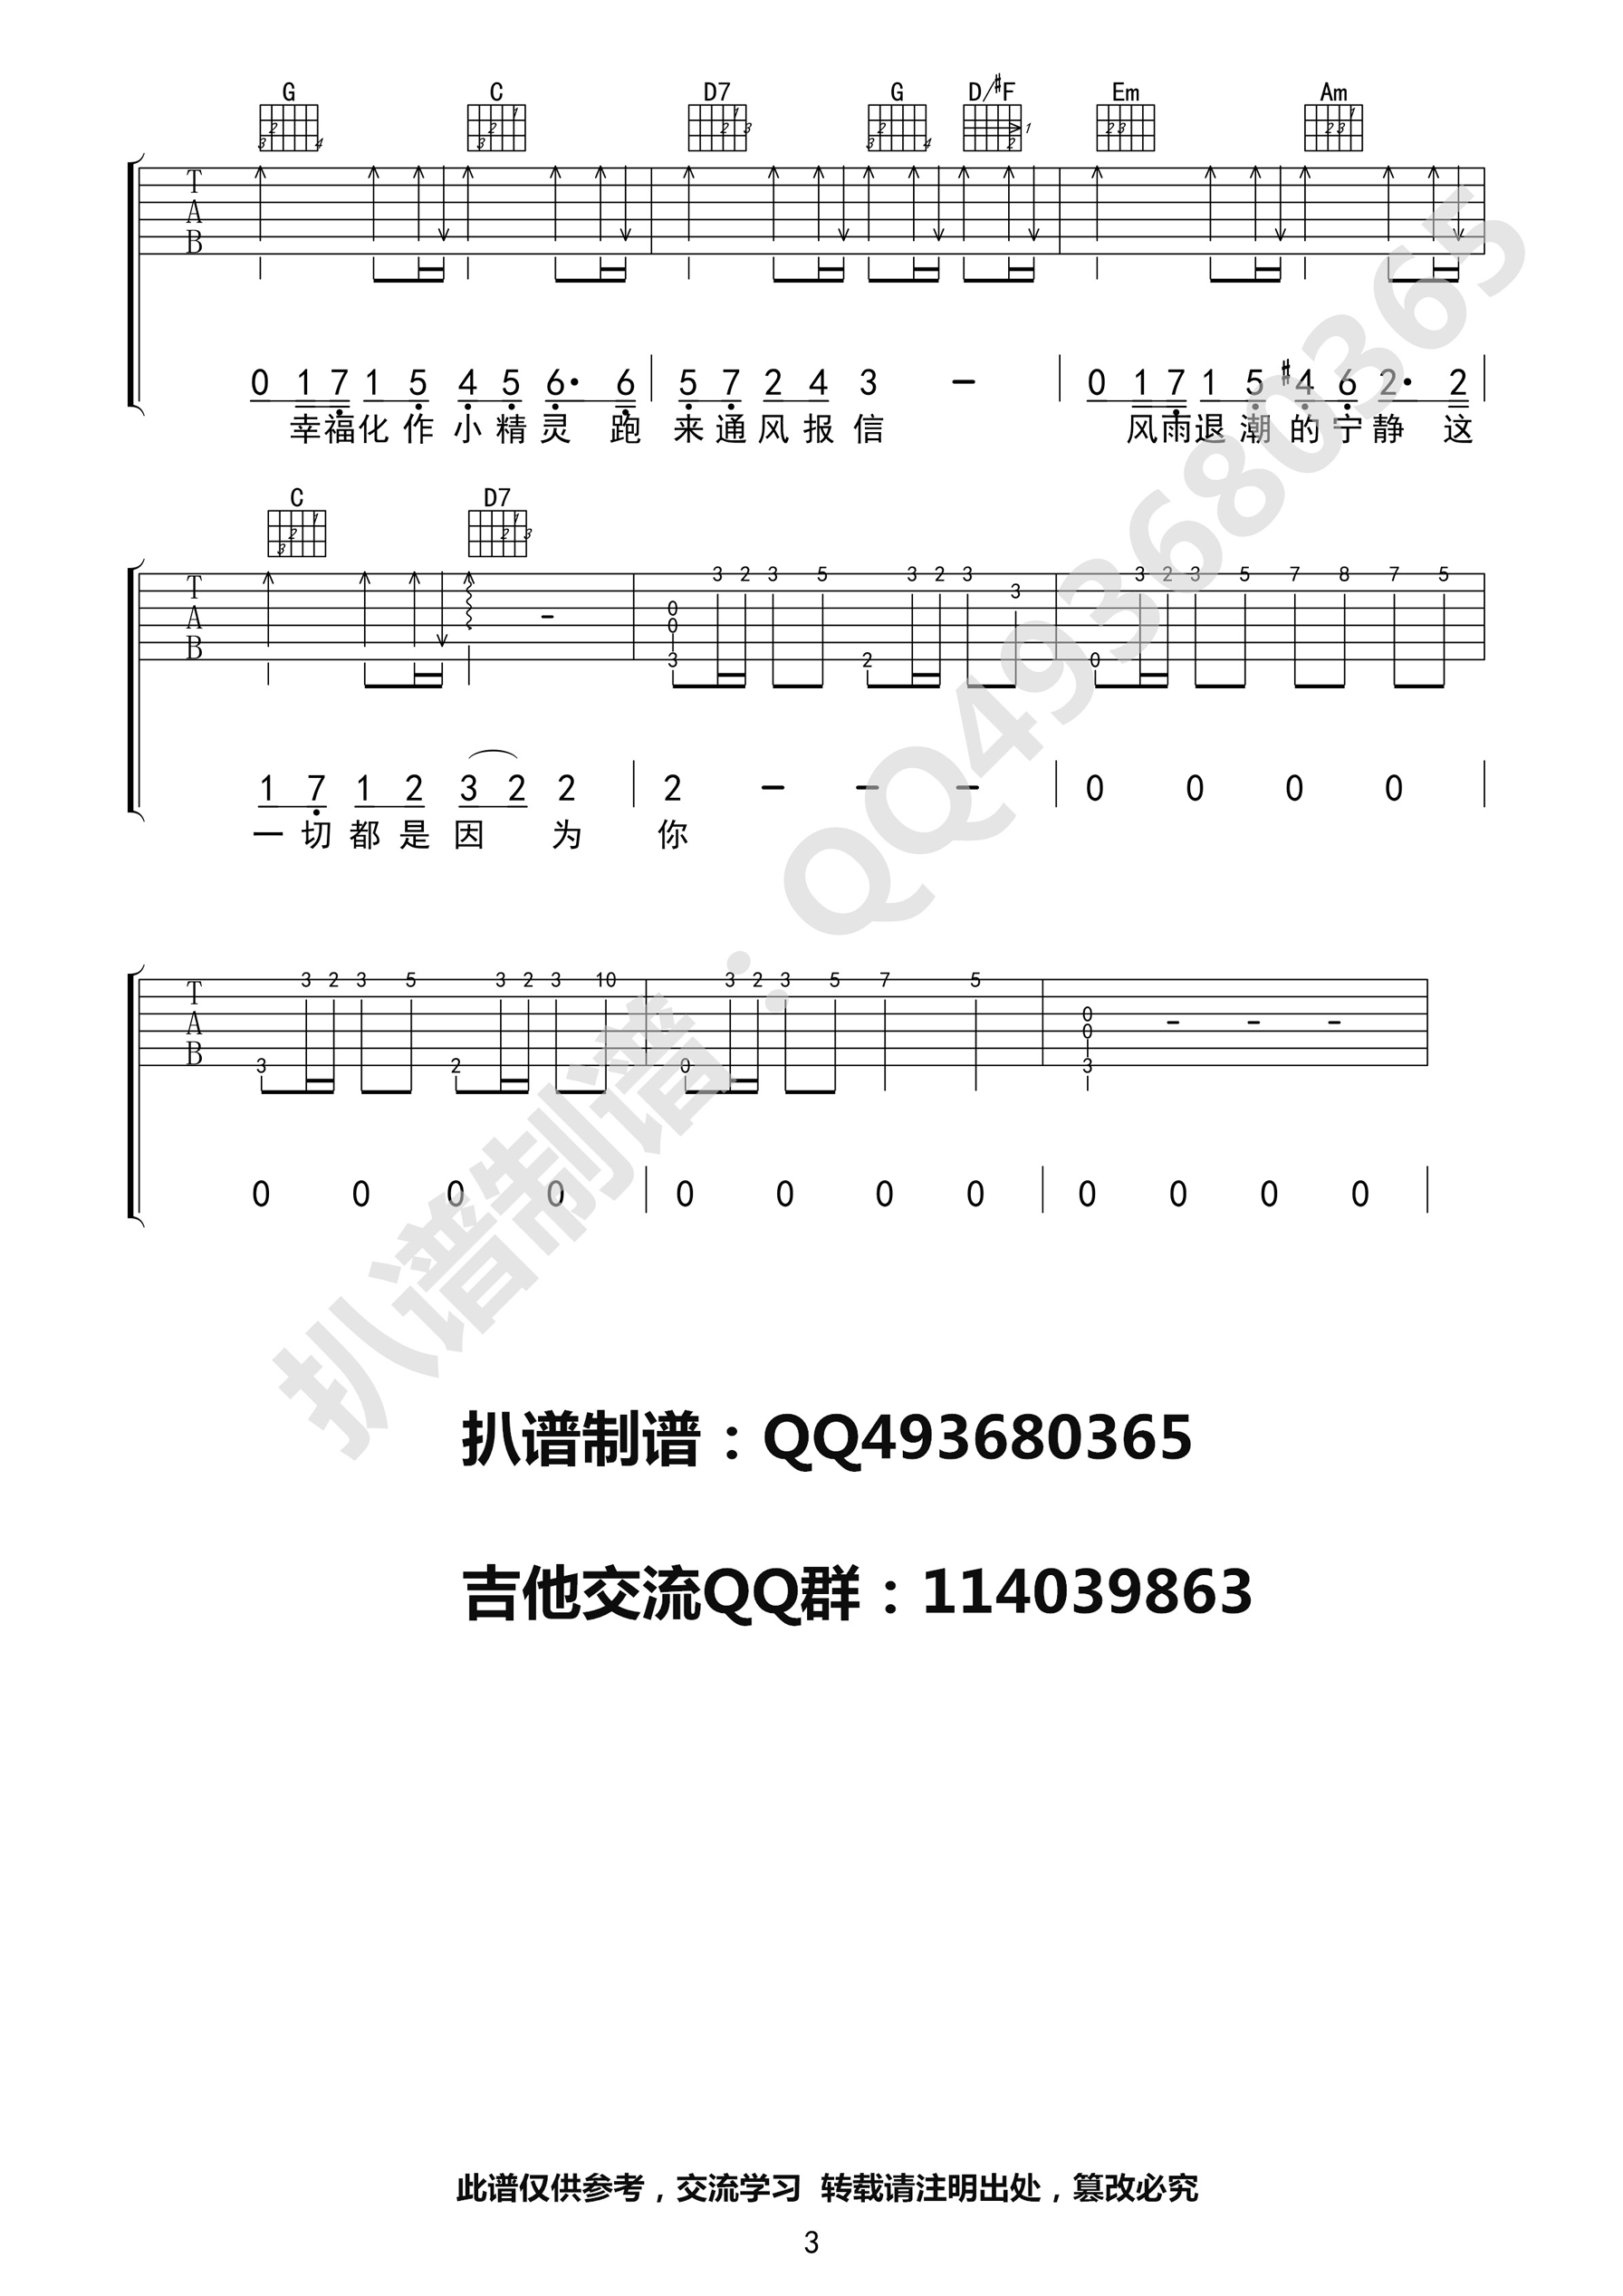 G C D7 G D/#F Em Am
T
A
B
0 1 7 1 5 4 5 6· 6 5 7 2 4 3 - 0 1 7 1 5 #4 6 2· 2
幸福化作小精灵 跑 来通风报信 风雨退潮的宁静 这
C D7
3 2 3 5 3 2 3 3 2 3 5 7 8 7 5
T
A
B
3
0
0
3 2 0
-
1 7 1 2 3 2 2 2 - - - 0 0 0 0
一切都是因 为 你
3 2 3 5 3 2 3 10 3 2 3 5 7 5
T
A
B
0
0 - - -
3 2 0 3
0 0 0 0 0 0 0 0 0 0 0 0
扒谱制谱：QQ493680365
扒谱制谱：QQ493680365
吉他交流QQ群：114039863
此谱仅供参考，交流学习 转载请注明出处，篡改必究
3